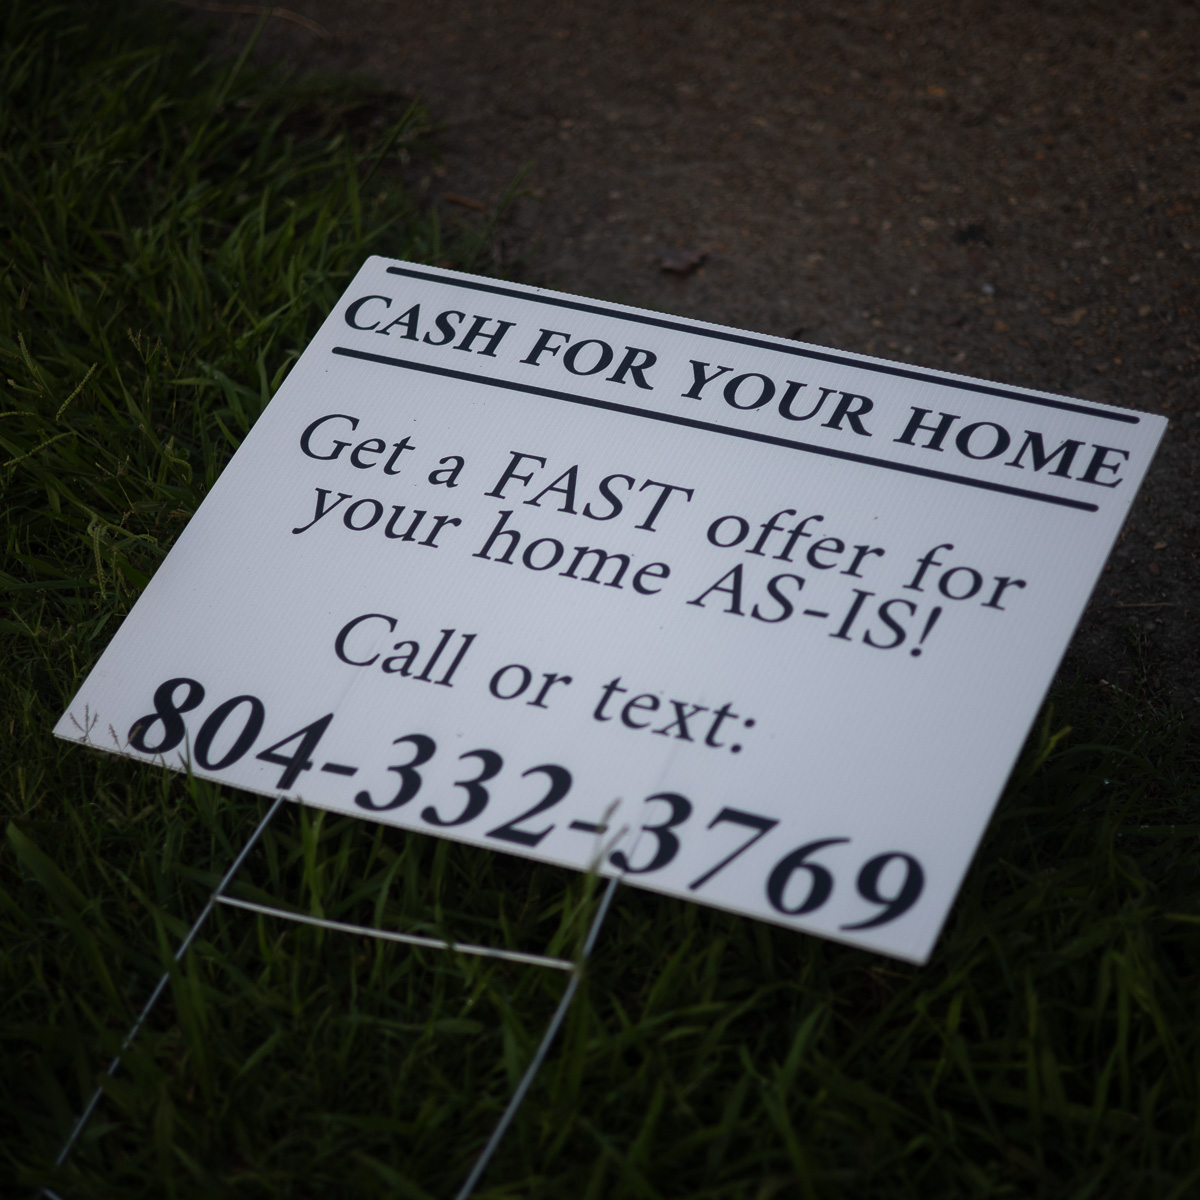 CASH FOR YOUR HOME
Get a FAST offer for
your home AS-IS!
Call or text:
804-332-3769